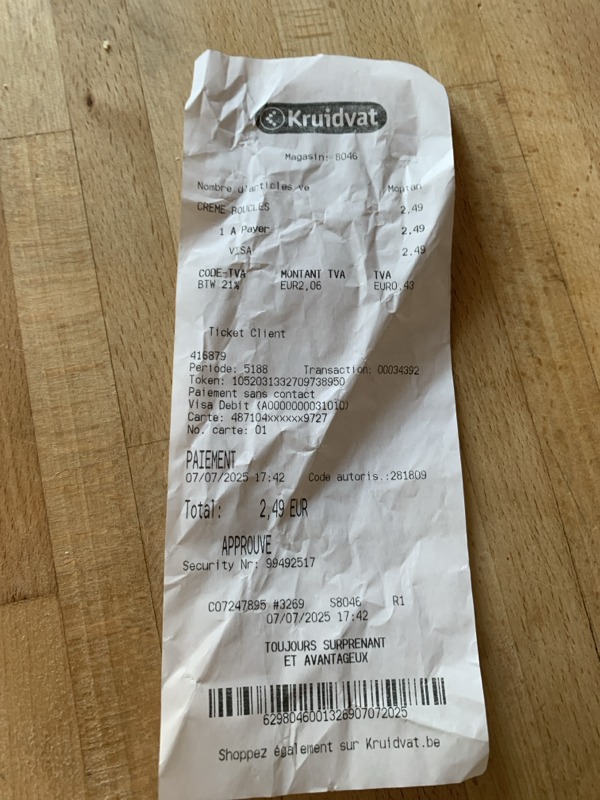 Kruidvat
Magasin: 8046
Nombre d'articles ve Montan
CREME BOUCLES 2,49
1 A Payer 2.49
VISA 2.49
CODE-TVA MONTANT TVA TVA
BTW 21% EUR2,06 EUR0,43
Ticket Client
416879
Periode: 5188 Transaction: 00034392
Token: 1052031332709738950
Paiement sans contact
Visa Debit (A0000000031010)
Carte: 487104xxxxxx9727
No. carte: 01
PAIEMENT
07/07/2025 17:42 Code autoris.:281809
Total: 2,49 EUR
APPROUVE
Security Nr: 99492517
C07247895 #3269 S8046 R1
07/07/2025 17:42
TOUJOURS SURPRENANT
ET AVANTAGEUX
Shoppez également sur Kruidvat.be